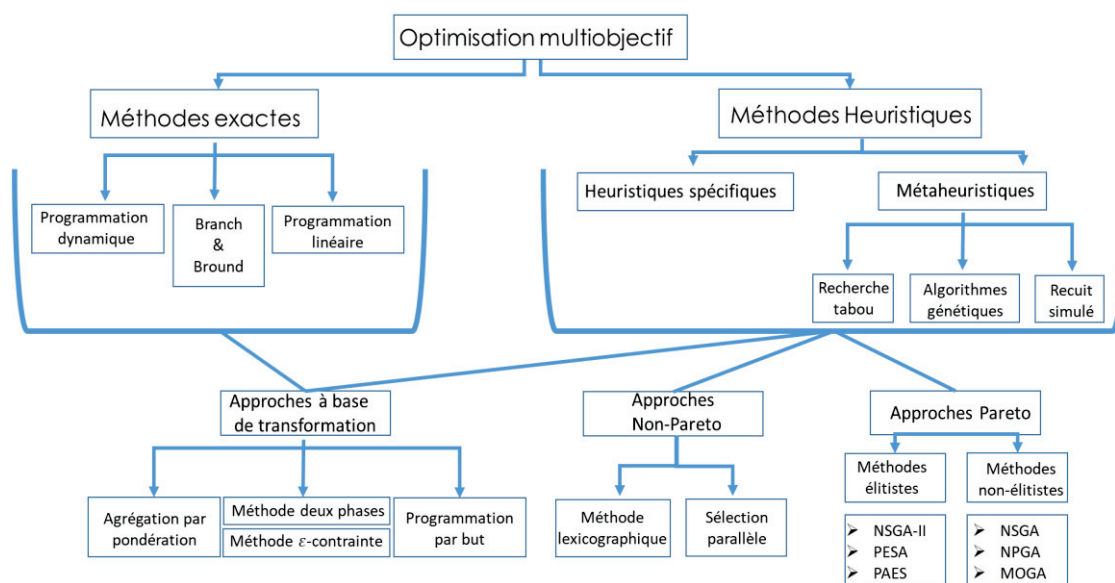 Optimisation multiobjectif
Méthodes exactes
Méthodes Heuristiques
Programmation
dynamique
Branch
&
Bround
Programmation
linéaire
Heuristiques spécifiques
Métaheuristiques
Recherche
tabou
Algorithmes
génétiques
Recuit
simulé
Approches à base
de transformation
Approches
Non-Pareto
Approches Pareto
Agrégation par
pondération
Méthode deux phases
Méthode ε-contrainte
Programmation
par but
Méthode
lexicographique
Sélection
parallèle
Méthodes
élitistes
Méthodes
non-élitistes
➢ NSGA-II
➢ PESA
➢ PAES
➢ NSGA
➢ NPGA
➢ MOGA